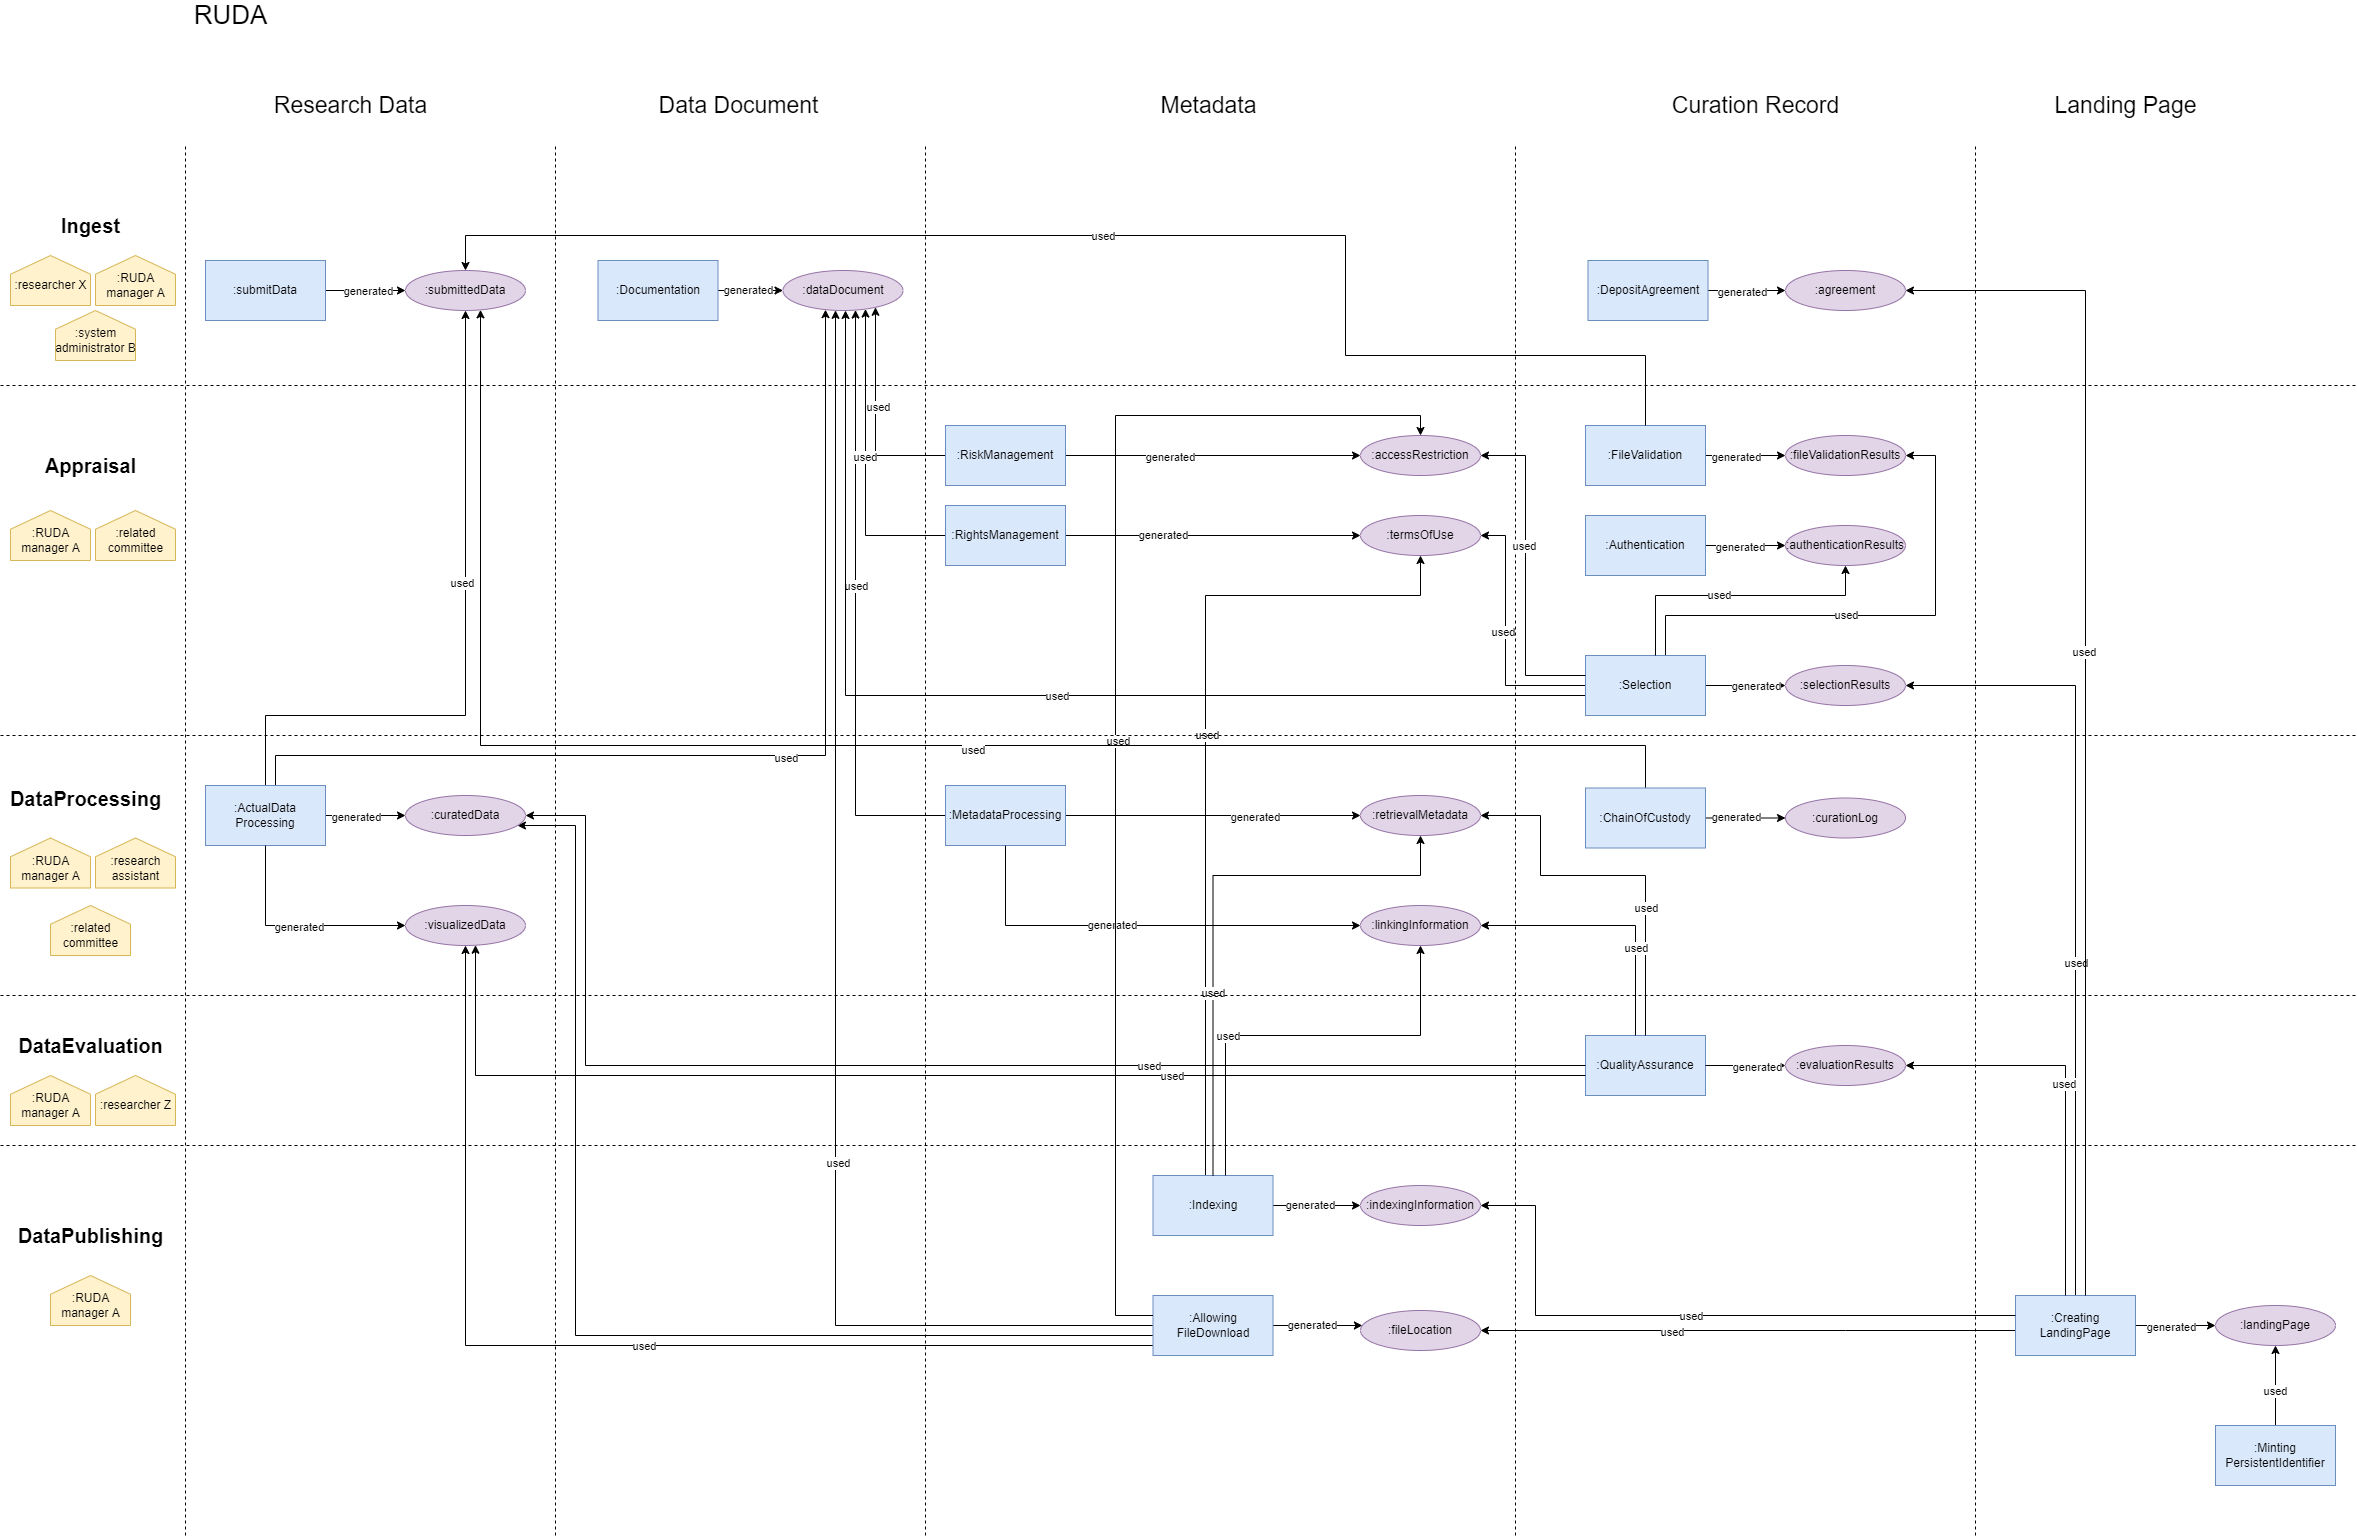 RUDA
Research Data
Data Document
Metadata
Curation Record
Landing Page
Ingest
:researcher X
:RUDA
manager A
:system
administrator B
:submitData
generated
:submittedData
used
:Documentation
generated
:dataDocument
:DepositAgreement
generated
:agreement
Appraisal
:RUDA
manager A
:related
committee
used
used
:RiskManagement
generated
:accessRestriction
:FileValidation
generated
:fileValidationResults
:RightsManagement
generated
:termsOfUse
used
:Authentication
generated
:authenticationResults
used
used
used
used
used
used
:Selection
generated
:selectionResults
used
used
used
used
used
used
DataProcessing
:RUDA
manager A
:research
assistant
:related
committee
:ActualData
Processing
generated
:curatedData
:MetadataProcessing
generated
:retrievalMetadata
:ChainOfCustody
generated
:curationLog
generated
:visualizedData
generated
:linkingInformation
used
used
used
used
DataEvaluation
:RUDA
manager A
:researcher Z
used
used
used
:QualityAssurance
generated
:evaluationResults
used
DataPublishing
:RUDA
manager A
used
:Indexing
generated
:indexingInformation
:Allowing
FileDownload
generated
:fileLocation
used
used
used
:Creating
LandingPage
generated
:landingPage
used
:Minting
PersistentIdentifier